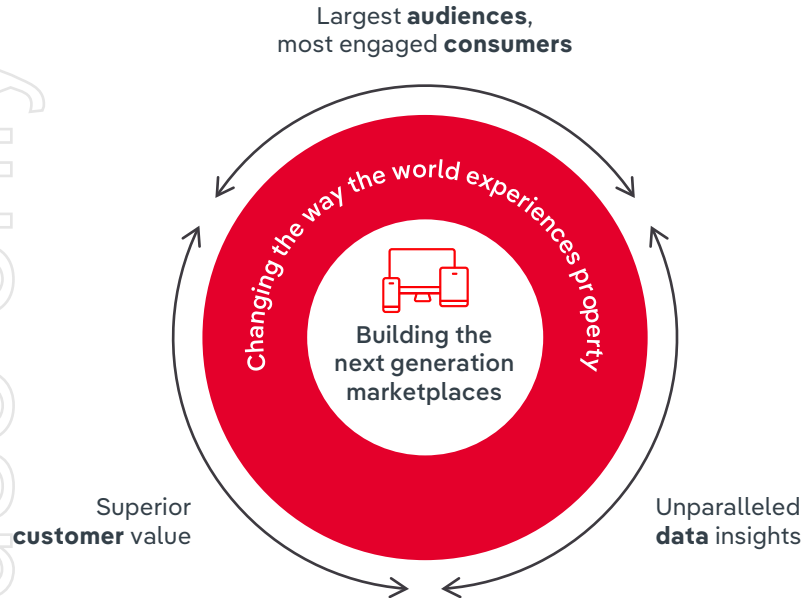 Largest audiences,
most engaged consumers
Changing the way the world experiences property
Building the
next generation
marketplaces
Superior
customer value
Unparalleled
data insights